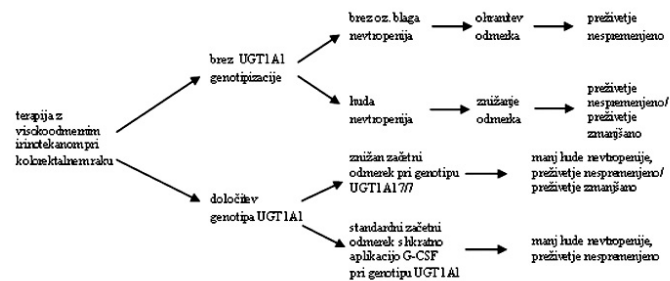 terapija z
visokoodmernim
irinotekanom pri
kolorektalnem raku
brez UGT1A1
genotipizacije
določitev
genotipa UGT1A1
brez oz. blaga
nevtropenija
ohranitev
odmerka
preživetje
nespremenjeno
huda
nevtropenija
znižanje
odmerka
preživetje
nespremenjeno/
preživetje
zmanjšano
znižan začetni
odmerek pri genotipu
UGT1A1 7/7
manj hude nevtropenije,
preživetje nespremenjeno/
preživetje zmanjšano
standardni začetni
odmerek s hkratno
aplikacijo G-CSF
pri genotipu UGT1A1
manj hude nevtropenije,
preživetje nespremenjeno